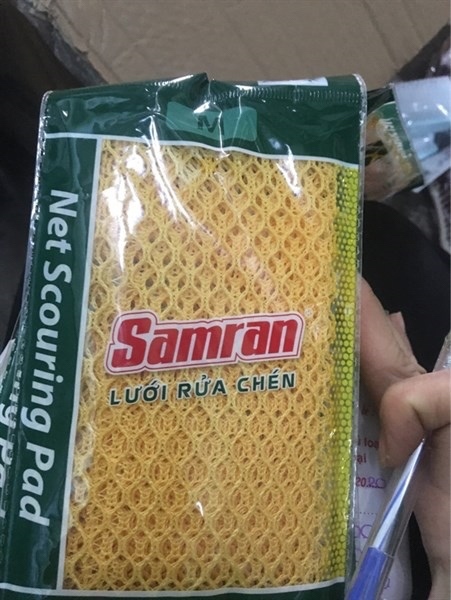 M
Net Scouring Pad
Samran
LƯỚI RỬA CHÉN